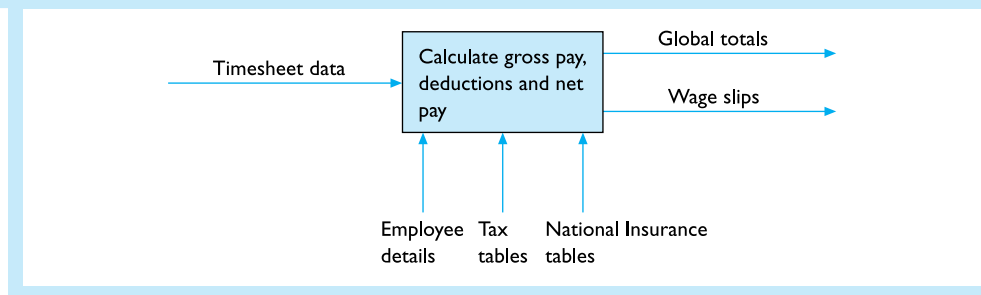 Timesheet data
Calculate gross pay,
deductions and net
pay
Global totals
Wage slips
Employee
details
Tax
tables
National Insurance
tables